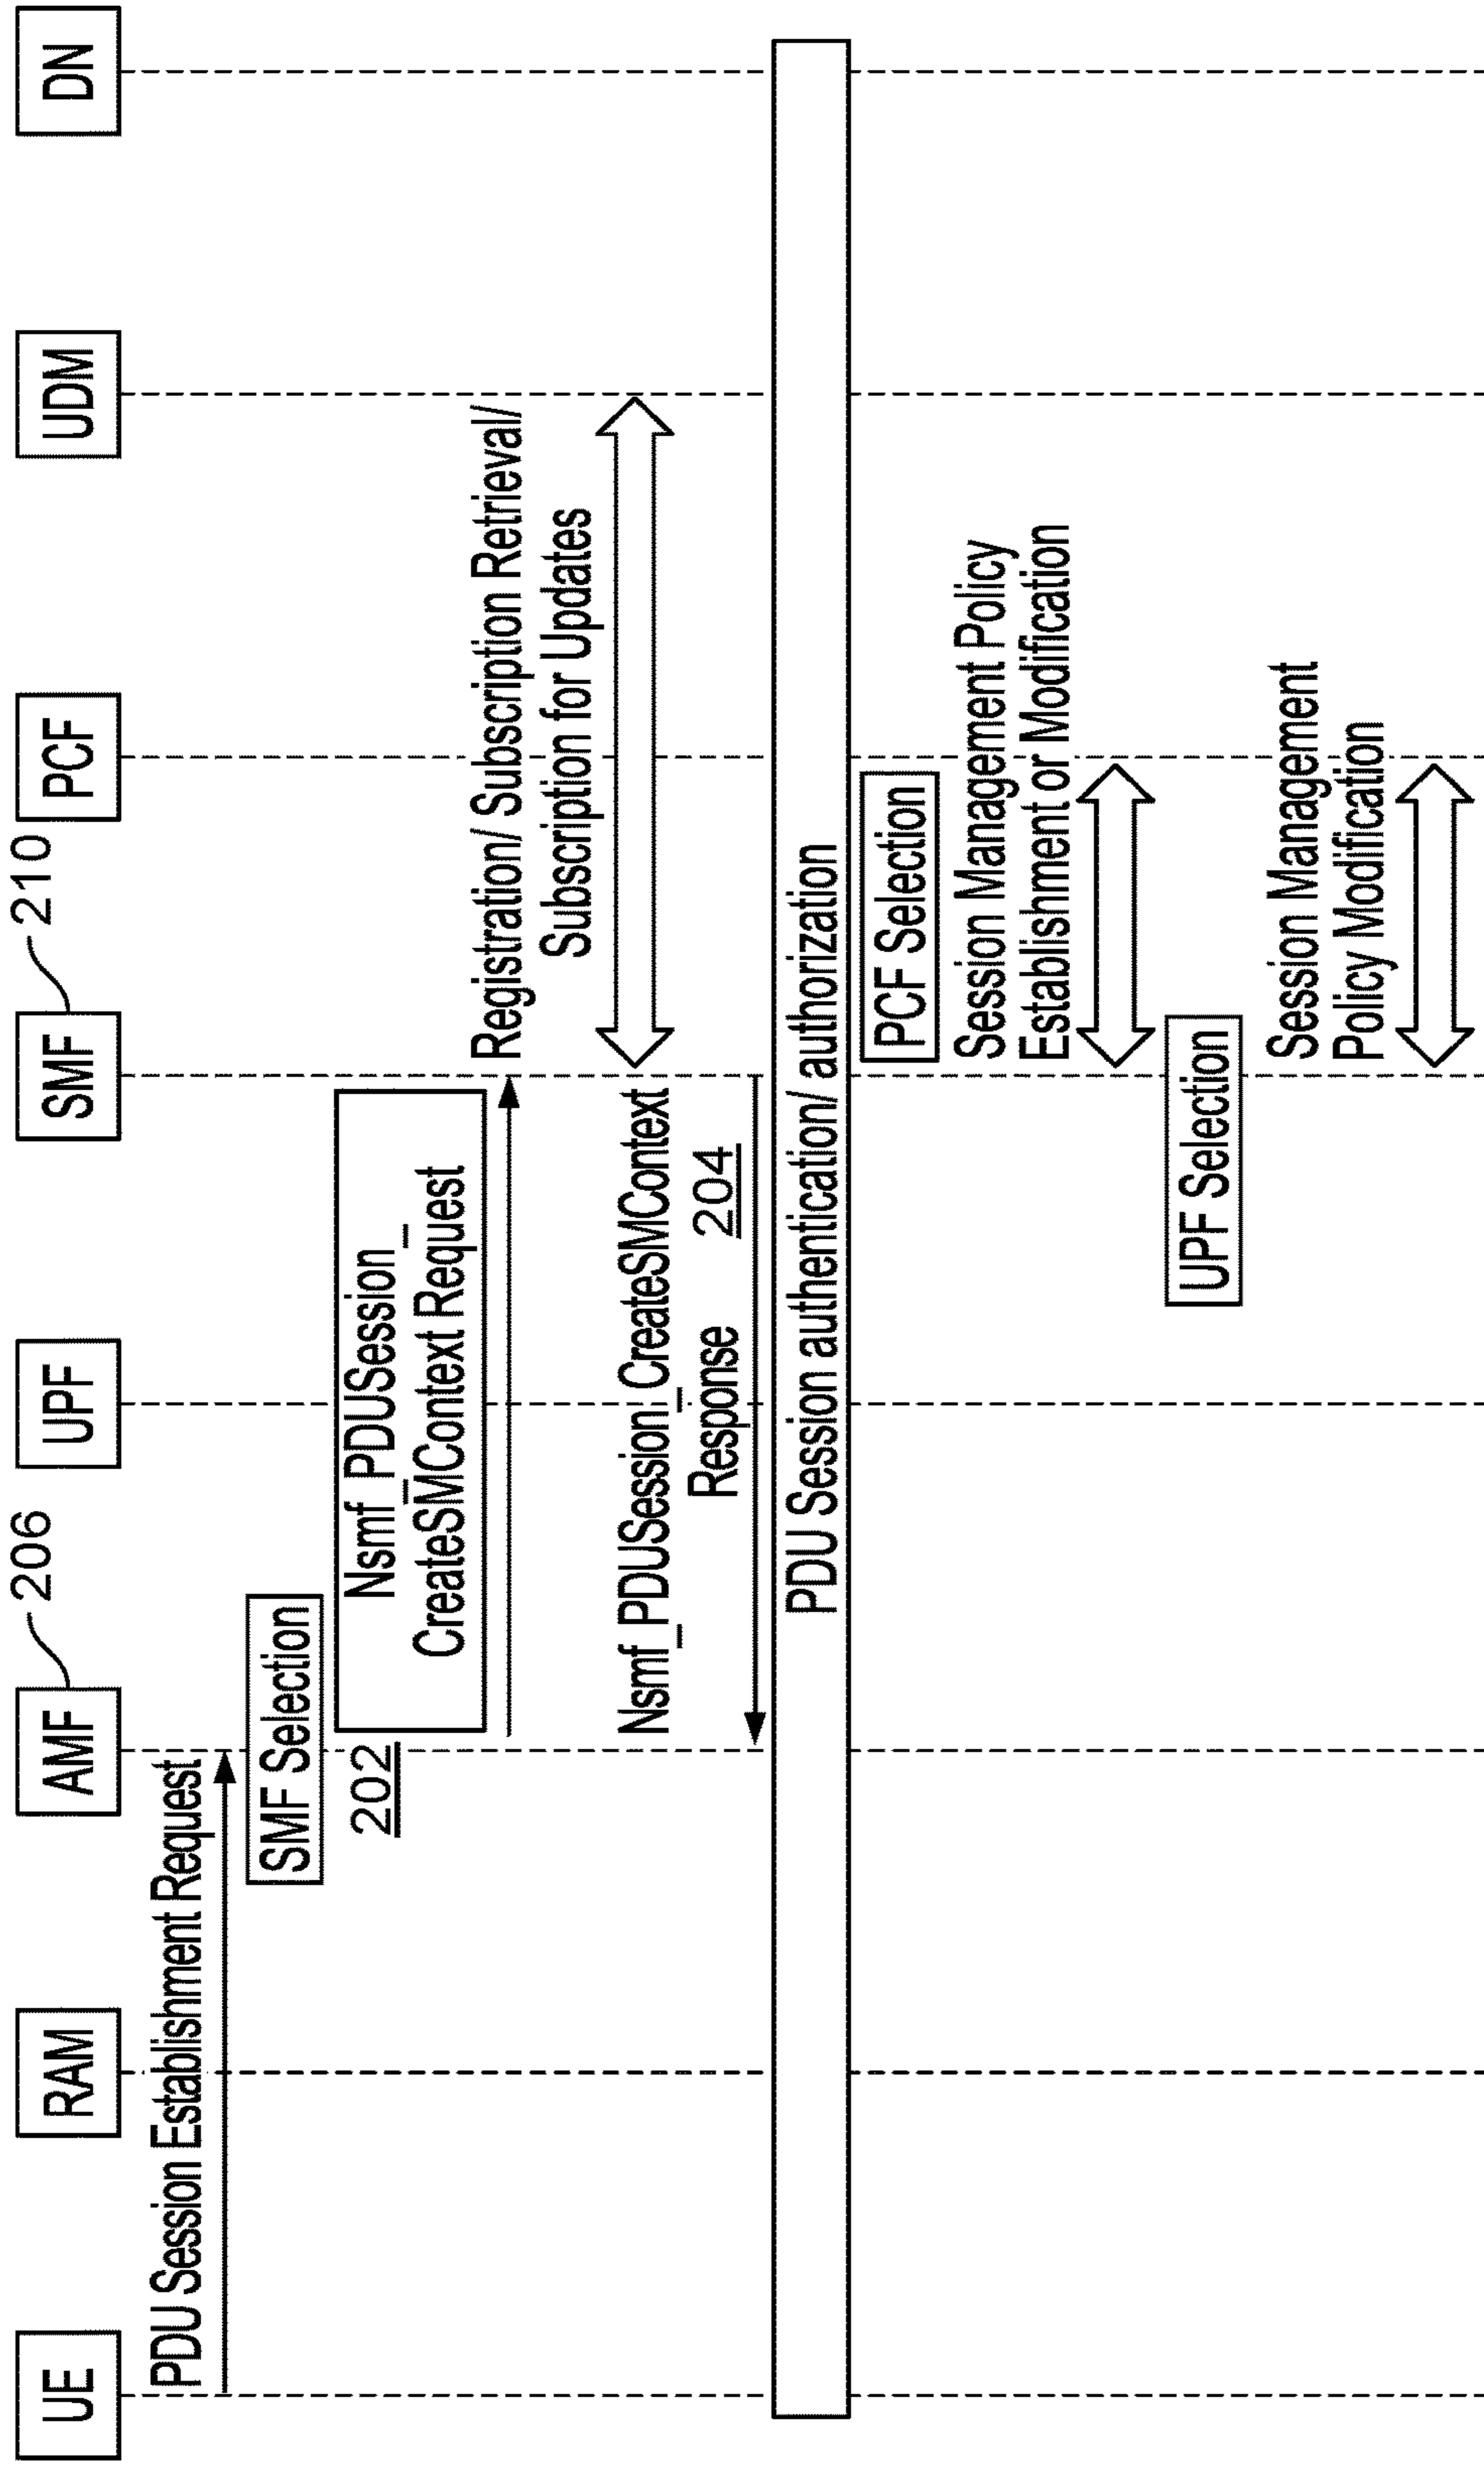 206
210
UE
RAM
AMF
UPF
SMF
PCF
UDM
DN
PDU Session Establishment Request
SMF Selection
202
Nsmf_PDUSession_
CreateSMContext Request
Registration/ Subscription Retrieval/
Subscription for Updates
Nsmf_PDUSession_CreateSMContext
Response
204
PDU Session authentication/ authorization
PCF Selection
Session Management Policy
Establishment or Modification
UPF Selection
Session Management
Policy Modification